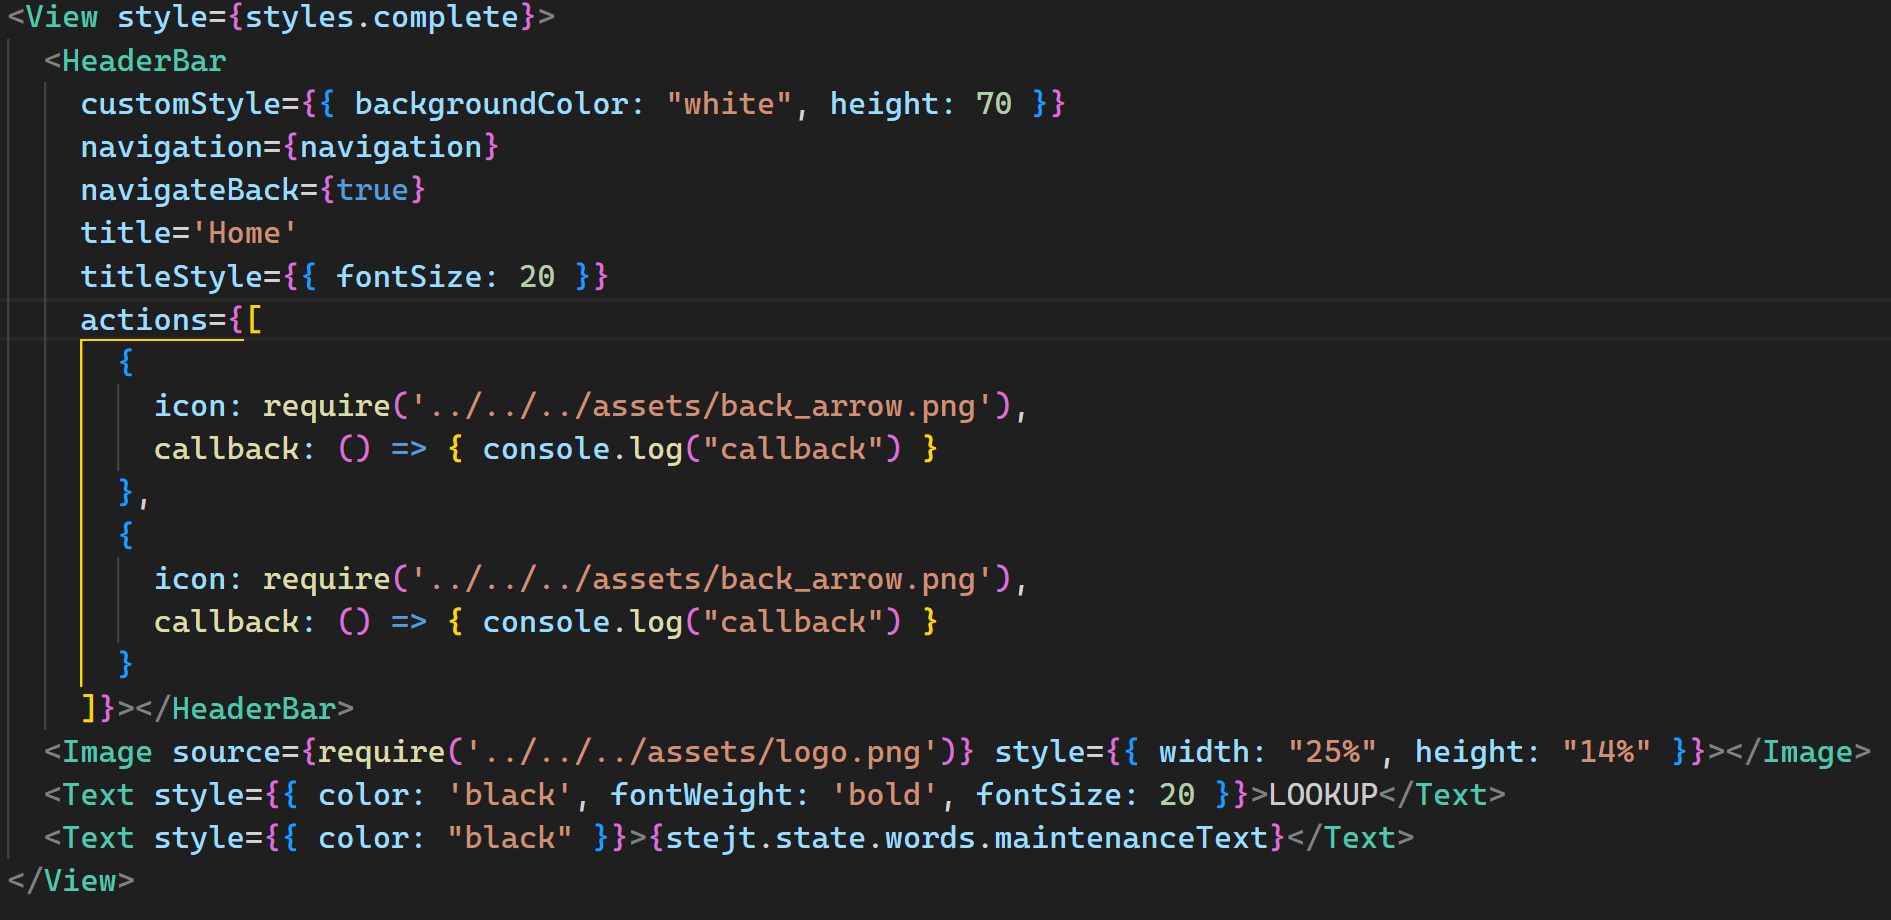 <View style={styles.complete}>
  <HeaderBar
    customStyle={{ backgroundColor: "white", height: 70 }}
    navigation={navigation}
    navigateBack={true}
    title='Home'
    titleStyle={{ fontSize: 20 }}
    actions={[
      {
        icon: require('../../../assets/back_arrow.png'),
        callback: () => { console.log("callback") }
      },
      {
        icon: require('../../../assets/back_arrow.png'),
        callback: () => { console.log("callback") }
      }
    ]}></HeaderBar>
  <Image source={require('../../../assets/logo.png')} style={{ width: "25%", height: "14%" }}></Image>
  <Text style={{ color: 'black', fontWeight: 'bold', fontSize: 20 }}>LOOKUP</Text>
  <Text style={{ color: "black" }}>{stejt.state.words.maintenanceText}</Text>
</View>